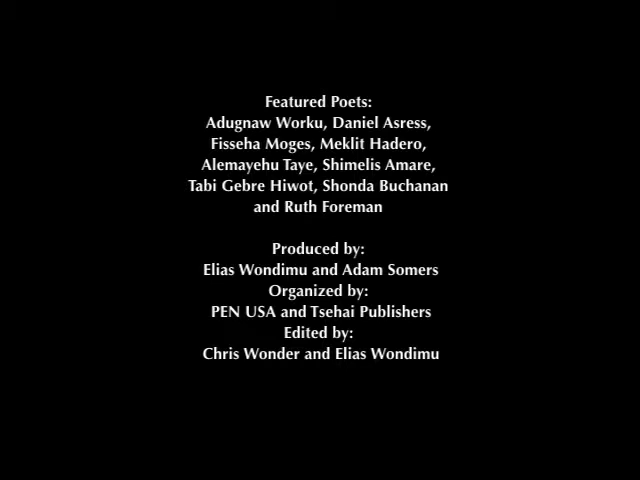 Featured Poets:
Adugnaw Worku, Daniel Asress,
Fisseha Moges, Meklit Hadero,
Alemayehu Taye, Shimelis Amare,
Tabi Gebre Hiwot, Shonda Buchanan
and Ruth Foreman
Produced by:
Elias Wondimu and Adam Somers
Organized by:
PEN USA and Tsehai Publishers
Edited by:
Chris Wonder and Elias Wondimu